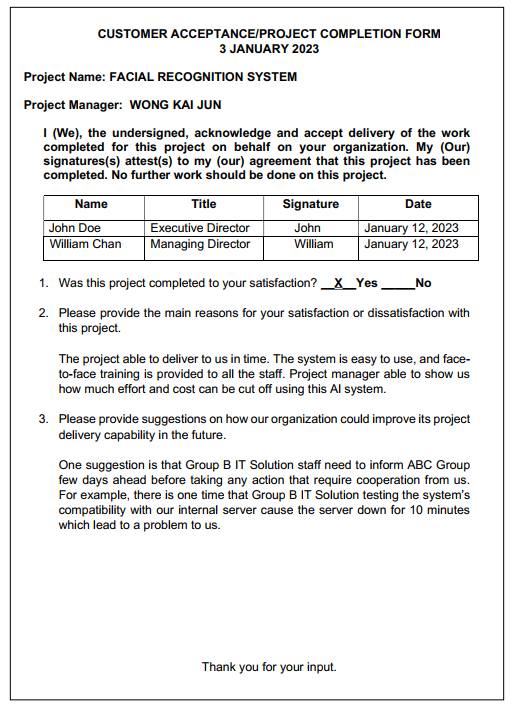 CUSTOMER ACCEPTANCE/PROJECT COMPLETION FORM
3 JANUARY 2023
Project Name: FACIAL RECOGNITION SYSTEM
Project Manager: WONG KAI JUN
I (We), the undersigned, acknowledge and accept delivery of the work
completed for this project on behalf on your organization. My (Our)
signatures(s) attest(s) to my (our) agreement that this project has been
completed. No further work should be done on this project.
Name Title Signature Date
John Doe Executive Director John January 12, 2023
William Chan Managing Director William January 12, 2023
1. Was this project completed to your satisfaction? __X__Yes _____No
2. Please provide the main reasons for your satisfaction or dissatisfaction with
this project.
The project able to deliver to us in time. The system is easy to use, and face-
to-face training is provided to all the staff. Project manager able to show us
how much effort and cost can be cut off using this AI system.
3. Please provide suggestions on how our organization could improve its project
delivery capability in the future.
One suggestion is that Group B IT Solution staff need to inform ABC Group
few days ahead before taking any action that require cooperation from us.
For example, there is one time that Group B IT Solution testing the system's
compatibility with our internal server cause the server down for 10 minutes
which lead to a problem to us.
Thank you for your input.